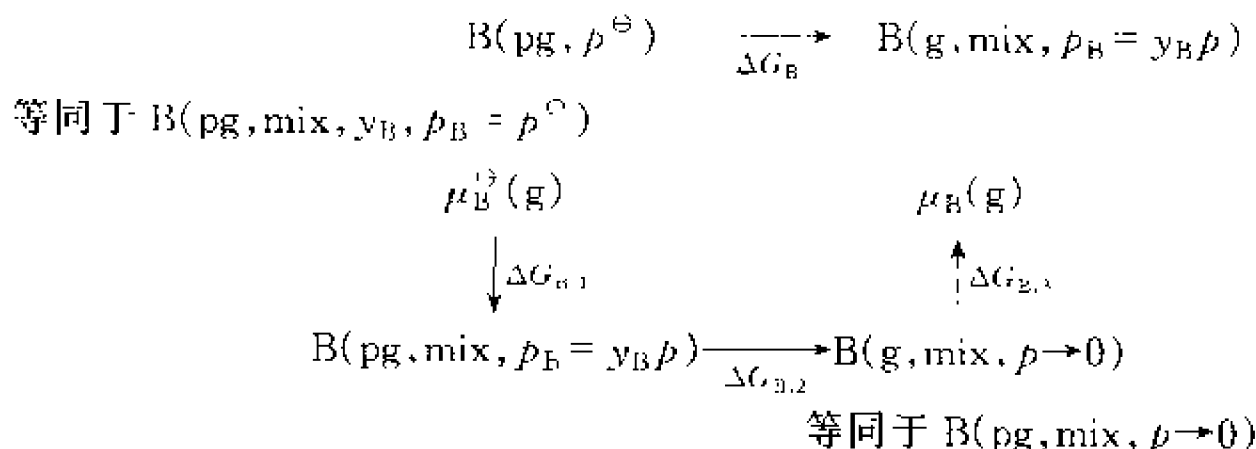 B(pg, p⊖) ΔG_B → B(g, mix, p_B = y_B p)
等同于 B(pg, mix, y_B, p_B = p⊖)
μ_B⊖(g) μ_B(g)
↓ ΔG_B,1 ↑ ΔG_B,3
B(pg, mix, p_B = y_B p) ΔG_B,2 → B(g, mix, p→0)
等同于 B(pg, mix, p→0)